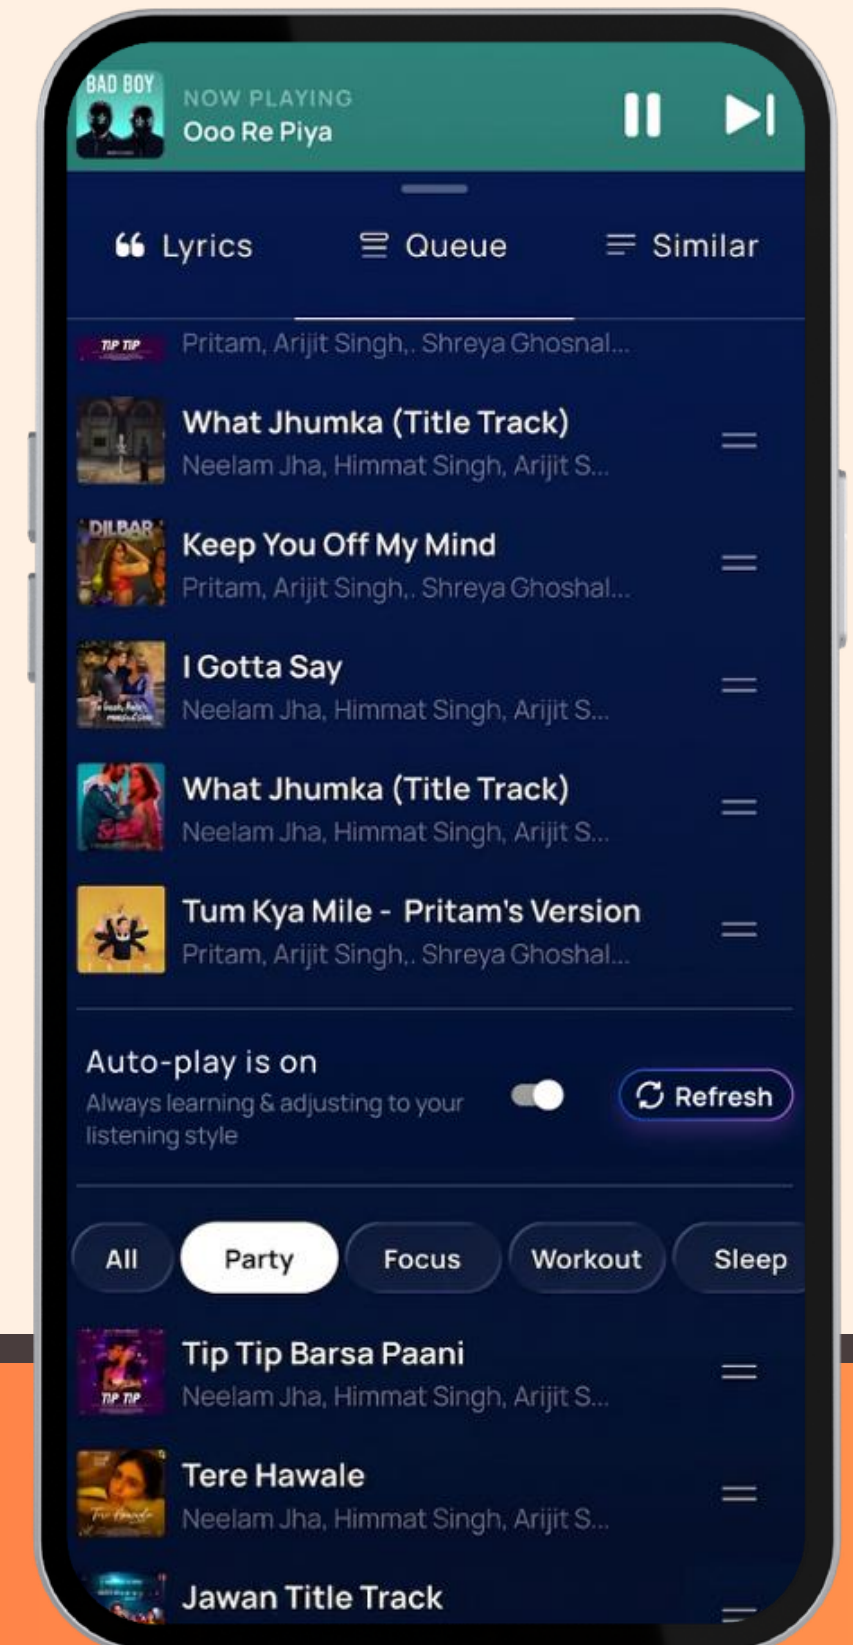 BAD BOY
NOW PLAYING
Ooo Re Piya
Lyrics
Queue
Similar
TIP TIP
Pritam, Arijit Singh,. Shreya Ghosnal...
What Jhumka (Title Track)
Neelam Jha, Himmat Singh, Arijit S...
DILBAR
Keep You Off My Mind
Pritam, Arijit Singh,. Shreya Ghoshal...
I Gotta Say
Neelam Jha, Himmat Singh, Arijit S...
What Jhumka (Title Track)
Neelam Jha, Himmat Singh, Arijit S...
Tum Kya Mile - Pritam's Version
Pritam, Arijit Singh,. Shreya Ghoshal...
Auto-play is on
Always learning & adjusting to your
listening style
Refresh
All
Party
Focus
Workout
Sleep
Tip Tip Barsa Paani
TIP TIP
Neelam Jha, Himmat Singh, Arijit S...
Tere Hawale
Neelam Jha, Himmat Singh, Arijit S...
Jawan Title Track